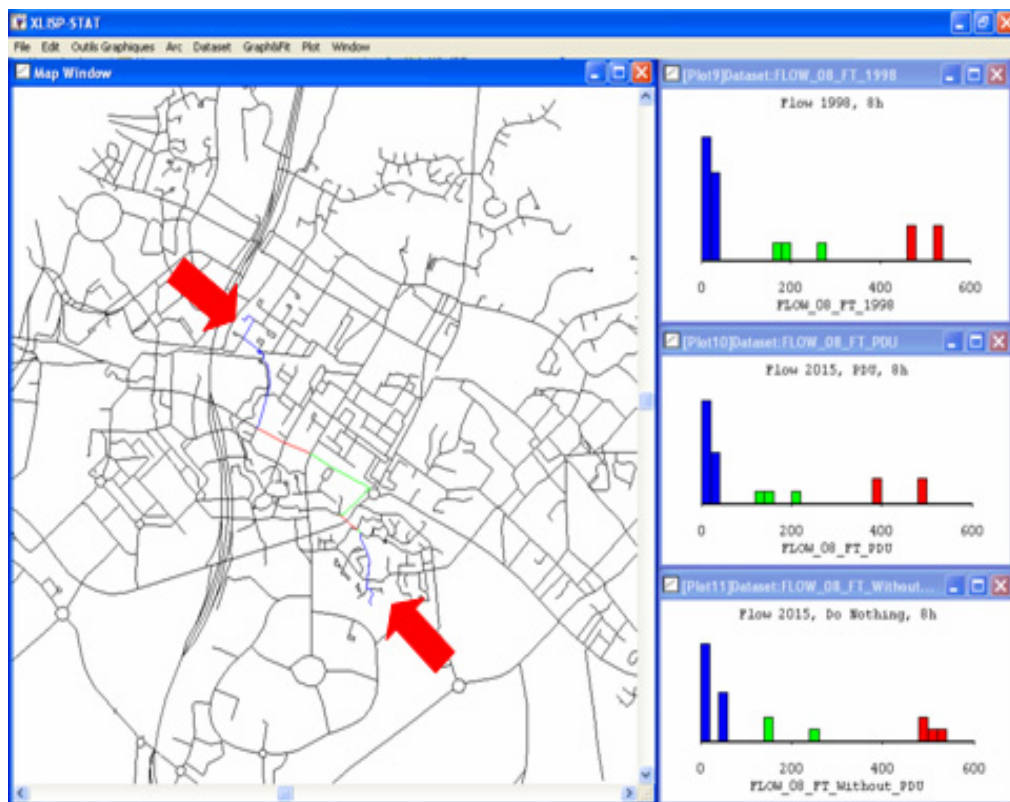 XLISP-STAT
File Edit Outils Graphiques Arc Dataset Graph&Fit Plot Window
Map Window
[Plot9]Dataset:FLOW_08_FT_1998
Flow 1998, 8h
0 200 400 600
FLOW_08_FT_1998
[Plot10]Dataset:FLOW_08_FT_PDU
Flow 2015, PDU, 8h
0 200 400 600
FLOW_08_FT_PDU
[Plot11]Dataset:FLOW_08_FT_Without...
Flow 2015, Do Nothing, 8h
0 200 400 600
FLOW_08_FT_Without_PDU